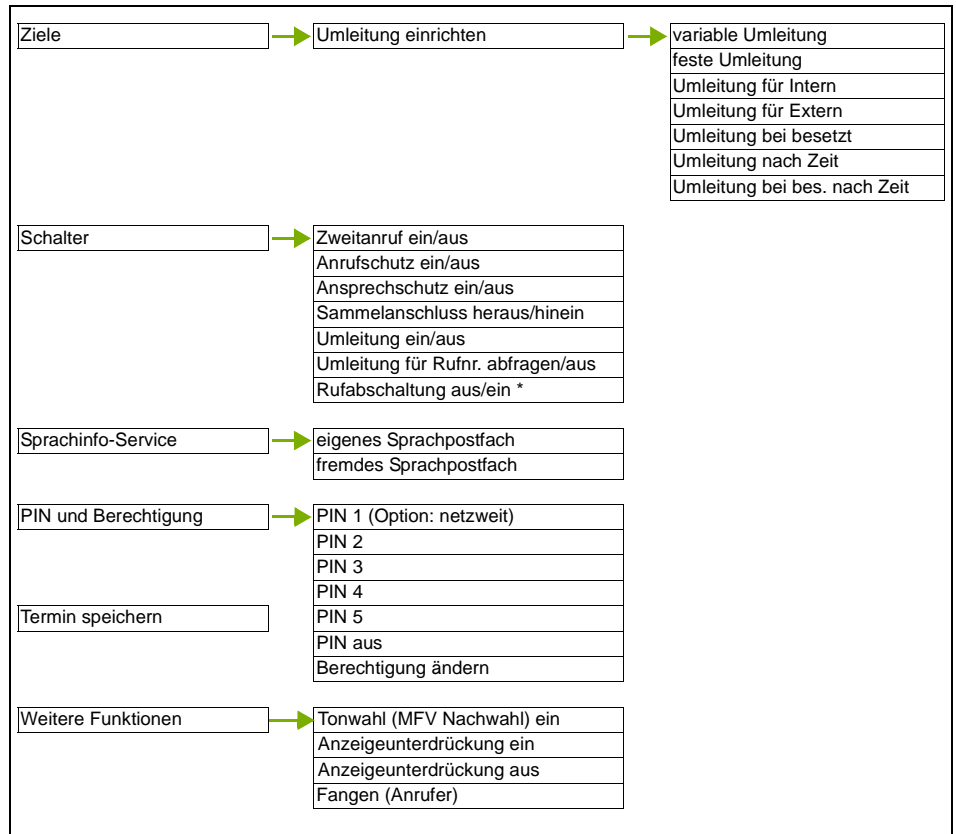 Ziele
Umleitung einrichten
variable Umleitung
feste Umleitung
Umleitung für Intern
Umleitung für Extern
Umleitung bei besetzt
Umleitung nach Zeit
Umleitung bei bes. nach Zeit
Schalter
Zweitanruf ein/aus
Anrufschutz ein/aus
Ansprechschutz ein/aus
Sammelanschluss heraus/hinein
Umleitung ein/aus
Umleitung für Rufnr. abfragen/aus
Rufabschaltung aus/ein *
Sprachinfo-Service
eigenes Sprachpostfach
fremdes Sprachpostfach
PIN und Berechtigung
PIN 1 (Option: netzweit)
PIN 2
PIN 3
PIN 4
Termin speichern
PIN 5
PIN aus
Berechtigung ändern
Weitere Funktionen
Tonwahl (MFV Nachwahl) ein
Anzeigeunterdrückung ein
Anzeigeunterdrückung aus
Fangen (Anrufer)